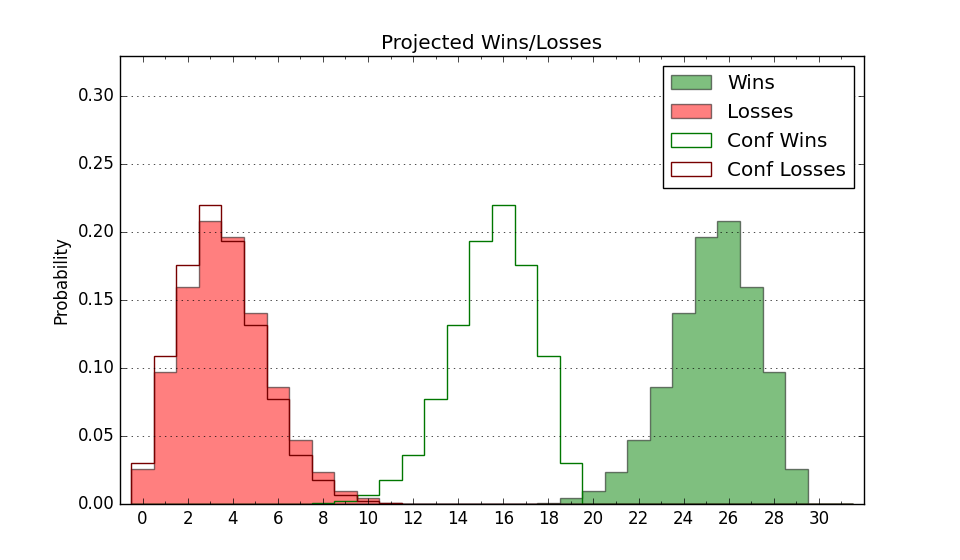 Projected Wins/Losses
Wins
Losses
Conf Wins
Conf Losses
Probability
0.30
0.25
0.20
0.15
0.10
0.05
0.00
0 2 4 6 8 10 12 14 16 18 20 22 24 26 28 30